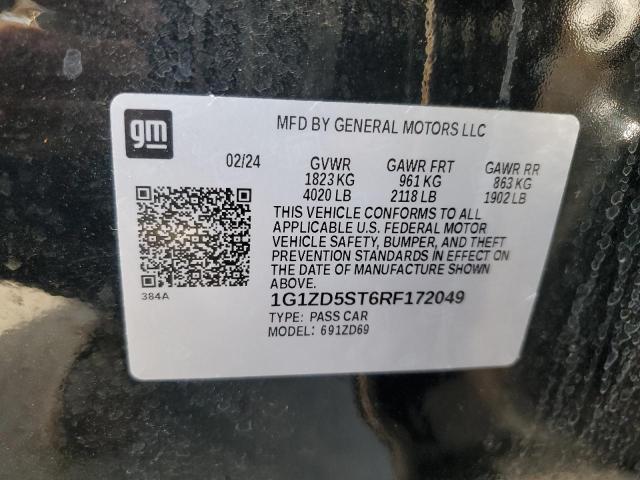 gm
MFD BY GENERAL MOTORS LLC
02/24 GVWR GAWR FRT GAWR RR
1823 KG 961 KG 863 KG
4020 LB 2118 LB 1902 LB
THIS VEHICLE CONFORMS TO ALL
APPLICABLE U.S. FEDERAL MOTOR
VEHICLE SAFETY, BUMPER, AND THEFT
PREVENTION STANDARDS IN EFFECT ON
THE DATE OF MANUFACTURE SHOWN
ABOVE.
384A
1G1ZD5ST6RF172049
TYPE: PASS CAR
MODEL: 691ZD69